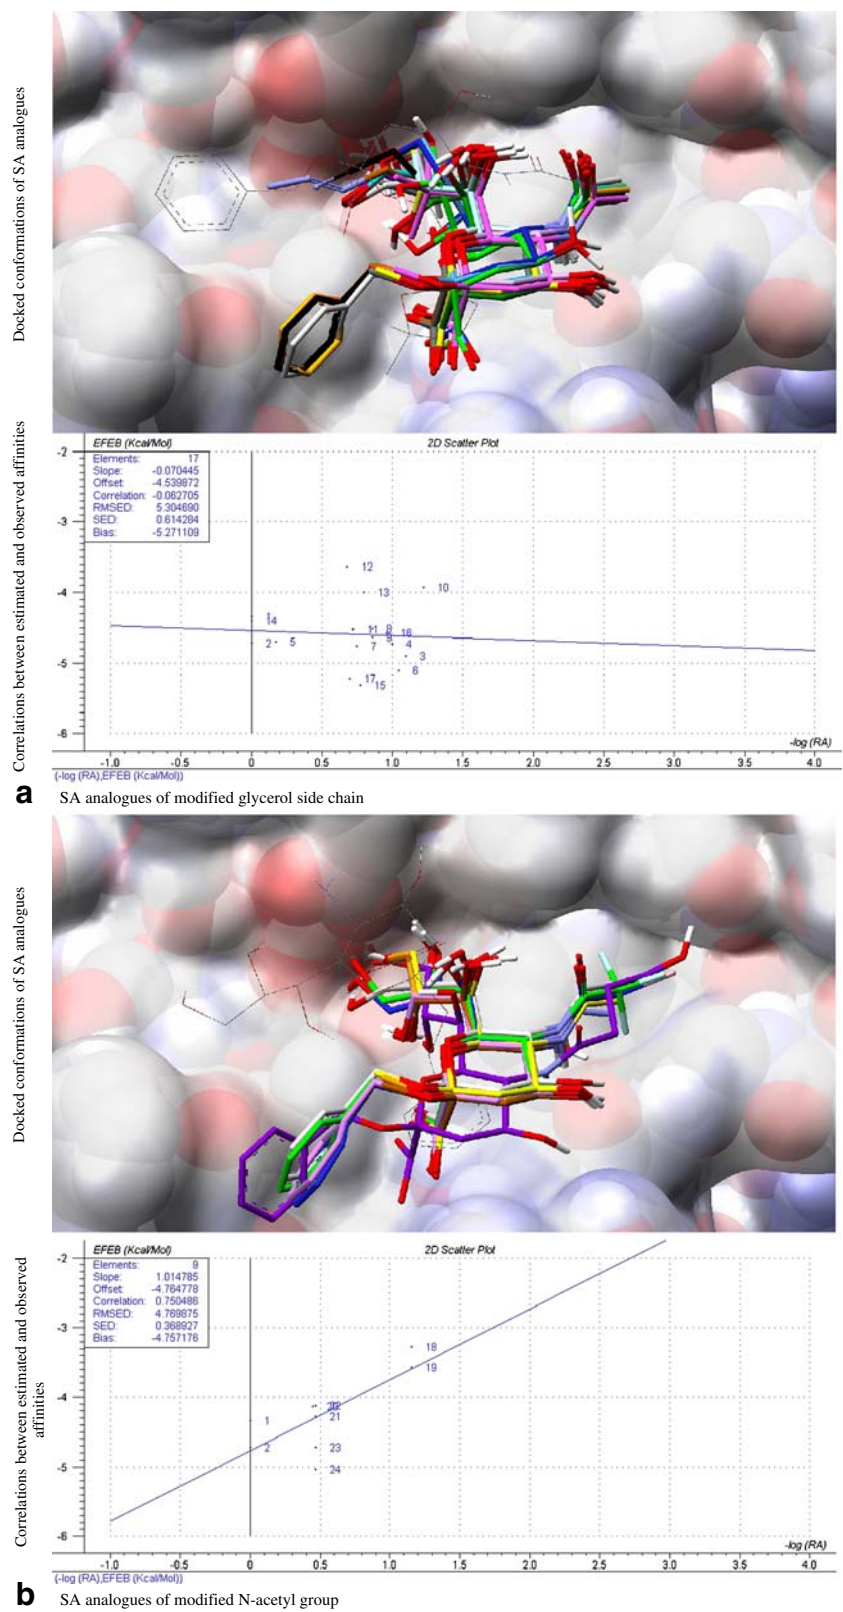 Docked conformations of SA analogues
Correlations between estimated and observed affinities
EFEB (Kcal/Mol)
2D Scatter Plot
Elements: 17
Slope: -0.070445
Offset: -4.539872
Correlation: -0.062705
RMSED: 5.304690
SED: 0.614284
Bias: -5.271109
-2
-3
-4
-5
-6
12
13
10
1
14
11
8
16
9
2
5
7
4
3
6
17
15
-log (RA)
-1.0 -0.5 0 0.5 1.0 1.5 2.0 2.5 3.0 3.5 4.0
(-log (RA),EFEB (Kcal/Mol))
a SA analogues of modified glycerol side chain
Docked conformations of SA analogues
Correlations between estimated and observed
affinities
EFEB (Kcal/Mol)
2D Scatter Plot
Elements: 9
Slope: 1.014785
Offset: -4.764778
Correlation: 0.750486
RMSED: 4.769875
SED: 0.368927
Bias: -4.757176
-2
-3
-4
-5
-6
18
19
1
21
2
23
24
-log (RA)
-1.0 -0.5 0 0.5 1.0 1.5 2.0 2.5 3.0 3.5 4.0
(-log (RA),EFEB (Kcal/Mol))
b SA analogues of modified N-acetyl group